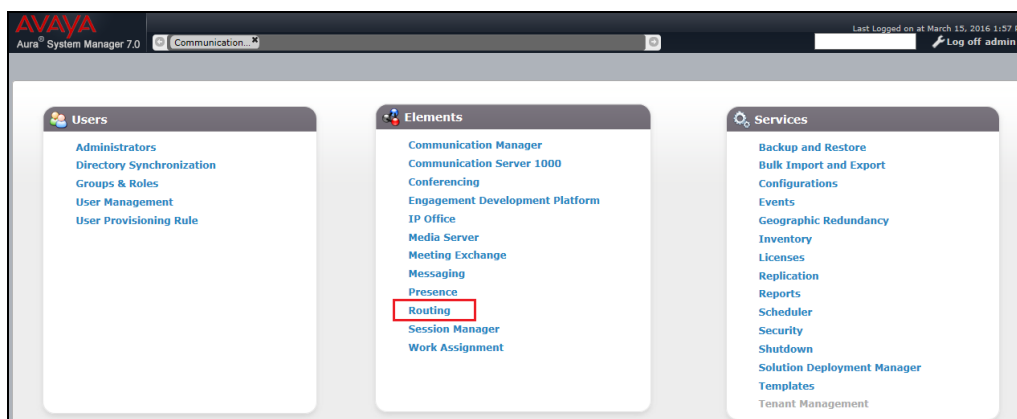 AVAYA
Last Logged on at March 15, 2016 1:57
Aura® System Manager 7.0
Communication...
Log off admin
Users
Administrators
Directory Synchronization
Groups & Roles
User Management
User Provisioning Rule
Elements
Communication Manager
Communication Server 1000
Conferencing
Engagement Development Platform
IP Office
Media Server
Meeting Exchange
Messaging
Presence
Routing
Session Manager
Work Assignment
Services
Backup and Restore
Bulk Import and Export
Configurations
Events
Geographic Redundancy
Inventory
Licenses
Replication
Reports
Scheduler
Security
Shutdown
Solution Deployment Manager
Templates
Tenant Management